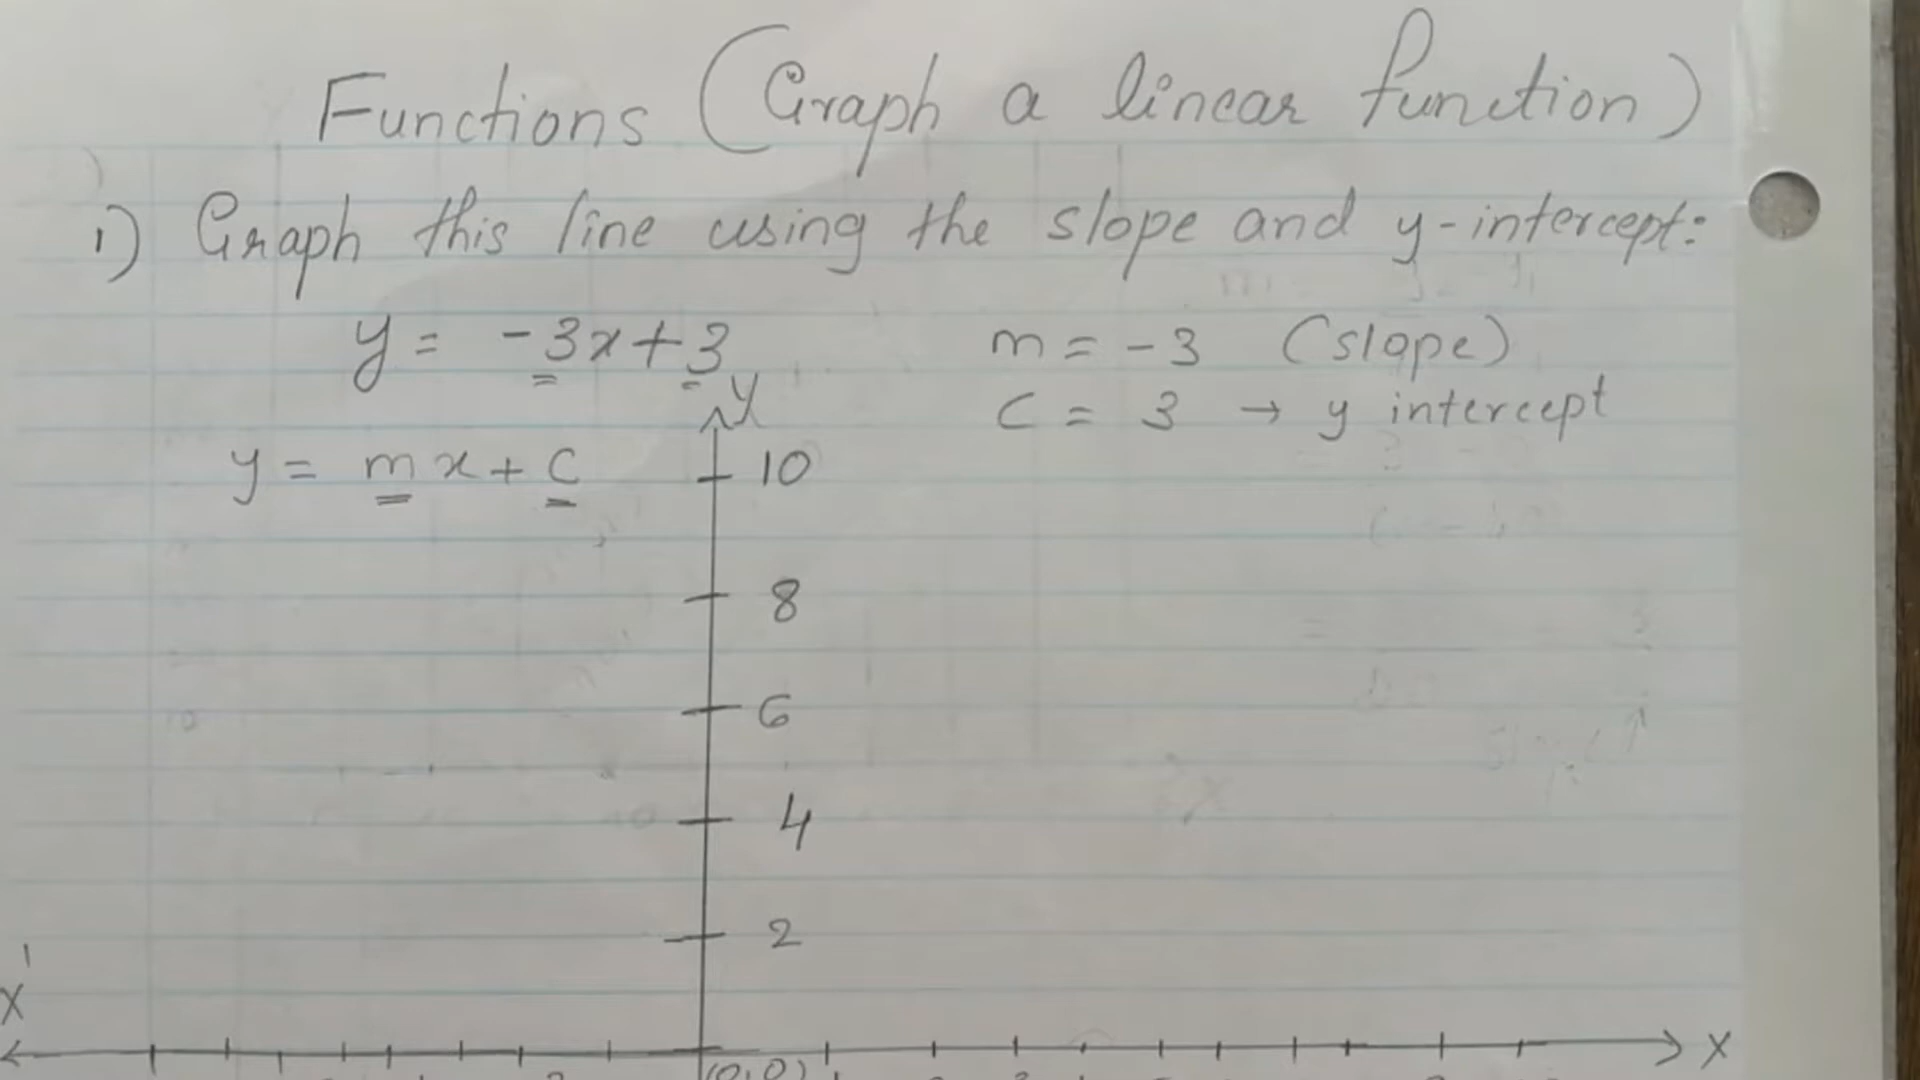 Functions (Graph a linear function)
1) Graph this line using the slope and y-intercept:
y = -3x+3
m = -3 (slope)
c = 3 → y intercept
y
y = mx + c
10
8
6
4
2
X'
X
(0,0)